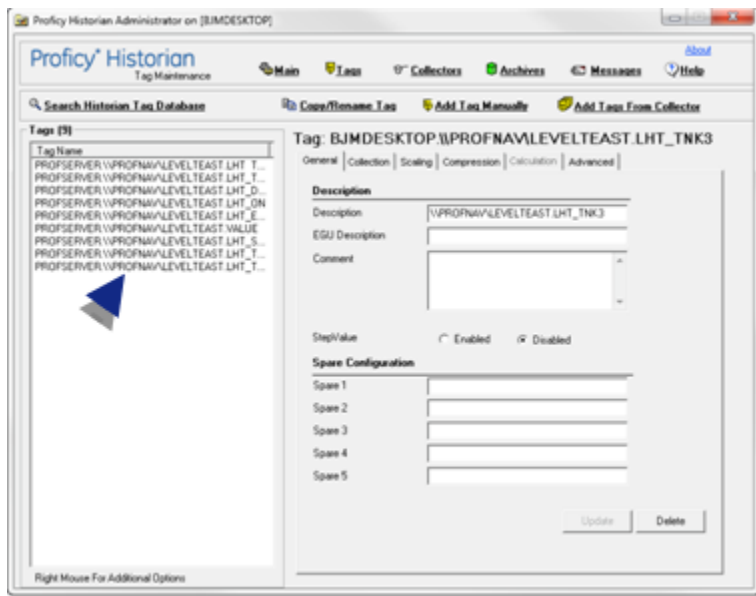 Proficy Historian Administrator on [BJMDESKTOP]
Proficy* Historian
Tag Maintenance
Main Tags Collectors Archives Messages About Help
Search Historian Tag Database Copy/Rename Tag Add Tag Manually Add Tags From Collector
Tags (9)
Tag Name
PROFSERVER.\\PROFNAV\LEVELTEAST.LHT_T...
PROFSERVER.\\PROFNAV\LEVELTEAST.LHT_T...
PROFSERVER.\\PROFNAV\LEVELTEAST.LHT_D...
PROFSERVER.\\PROFNAV\LEVELTEAST.LHT_ON
PROFSERVER.\\PROFNAV\LEVELTEAST.LHT_E...
PROFSERVER.\\PROFNAV\LEVELTEAST.VALUE
PROFSERVER.\\PROFNAV\LEVELTEAST.LHT_S...
PROFSERVER.\\PROFNAV\LEVELTEAST.LHT_T...
PROFSERVER.\\PROFNAV\LEVELTEAST.LHT_T...
Right Mouse For Additional Options
Tag: BJMDESKTOP.\\PROFNAV\LEVELTEAST.LHT_TNK3
General Collection Scaling Compression Calculation Advanced
Description
Description \\PROFNAV\LEVELTEAST.LHT_TNK3
EGU Description
Comment
StepValue Enabled Disabled
Spare Configuration
Spare 1
Spare 2
Spare 3
Spare 4
Spare 5
Update Delete